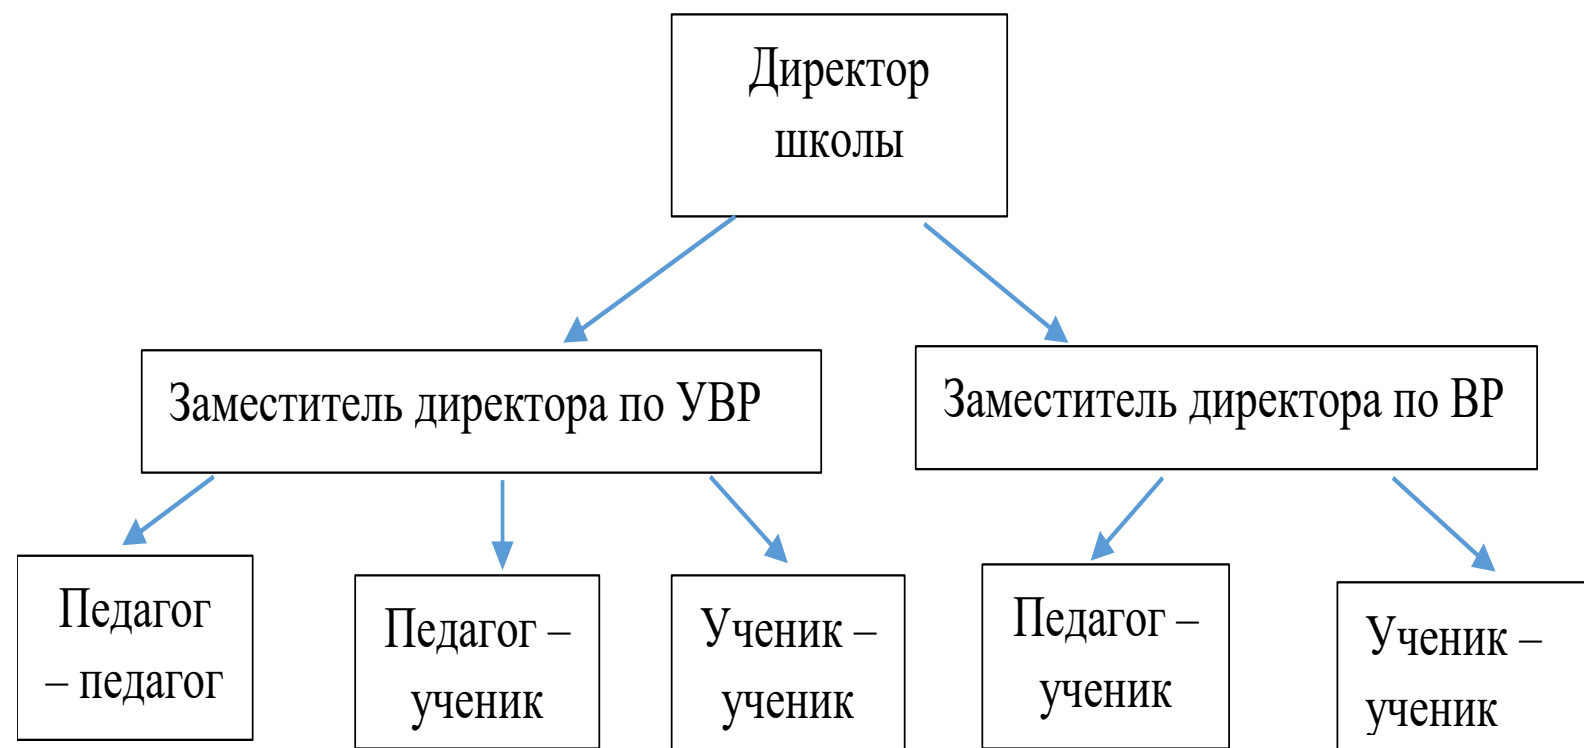 Директор
школы
Заместитель директора по УВР
Заместитель директора по ВР
Педагог
– педагог
Педагог –
ученик
Ученик –
ученик
Педагог –
ученик
Ученик –
ученик